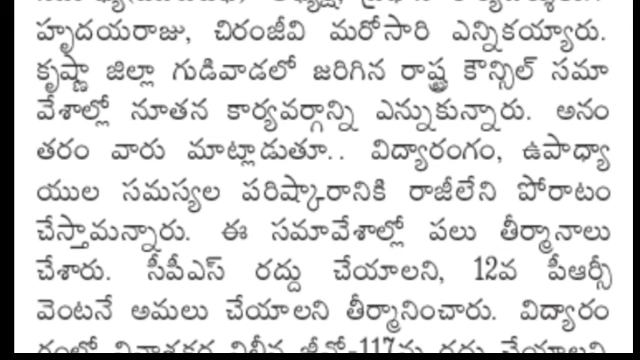 హృదయరాజు, చిరంజీవి మరోసారి ఎన్నికయ్యారు.
కృష్ణా జిల్లా గుడివాడలో జరిగిన రాష్ట్ర కౌన్సిల్ సమా
వేశాల్లో నూతన కార్యవర్గాన్ని ఎన్నుకున్నారు. అనం
తరం వారు మాట్లాడుతూ.. విద్యారంగం, ఉపాధ్యా
యుల సమస్యల పరిష్కారానికి రాజీలేని పోరాటం
చేస్తామన్నారు. ఈ సమావేశాల్లో పలు తీర్మానాలు
చేశారు. సీపీఎస్ రద్దు చేయాలని, 12వ పీఆర్సీ
వెంటనే అమలు చేయాలని తీర్మానించారు. విద్యారం